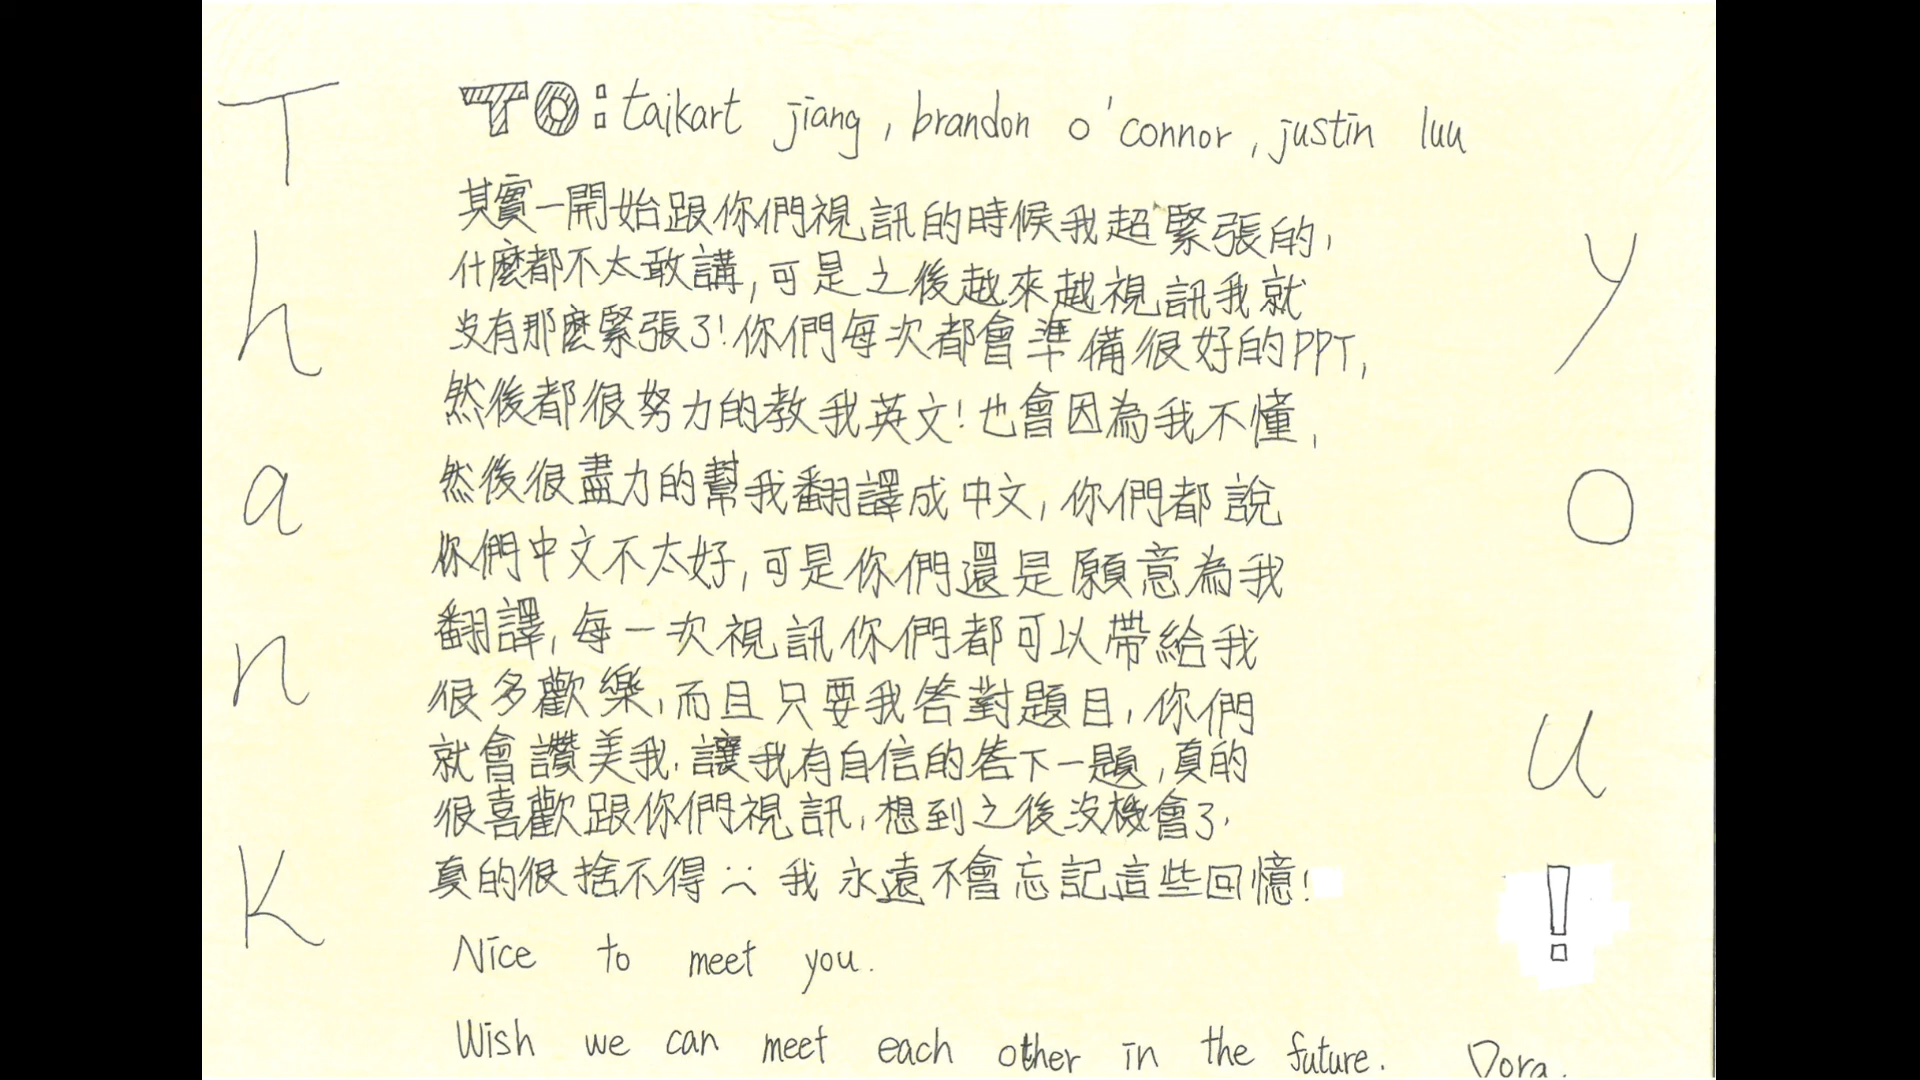 TO: taikart jiang, brandon o'connor, justin luu
其實一開始跟你們視訊的時候我超緊張的,
什麼都不太敢講,可是之後越來越視訊我就
沒有那麼緊張了!你們每次都會準備很好的PPT,
然後都很努力的教我英文!也會因為我不懂,
然後很盡力的幫我翻譯成中文,你們都說
你們中文不太好,可是你們還是願意為我
翻譯,每一次視訊你們都可以帶給我
很多歡樂,而且只要我答對題目,你們
就會讚美我.讓我有自信的答下一題,真的
很喜歡跟你們視訊,想到之後沒機會了,
真的很捨不得 :( 我永遠不會忘記這些回憶!
Nice to meet you.
Wish we can meet each other in the future. Dora.
Thank
you!